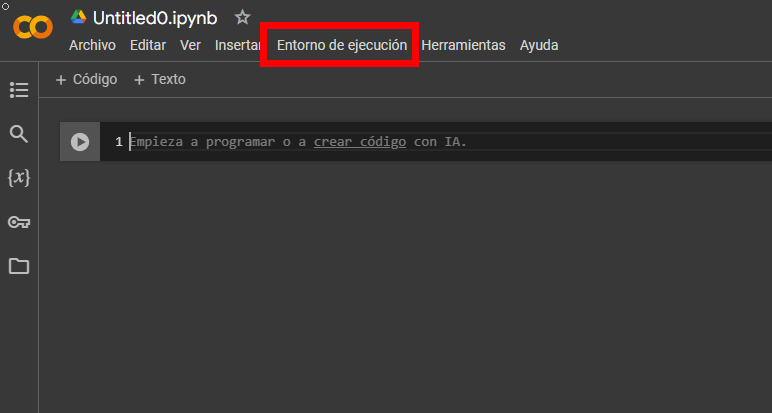 Untitled0.ipynb
Archivo Editar Ver Insertar Entorno de ejecución Herramientas Ayuda
+ Código + Texto
1 Empieza a programar o a crear código con IA.
{x}